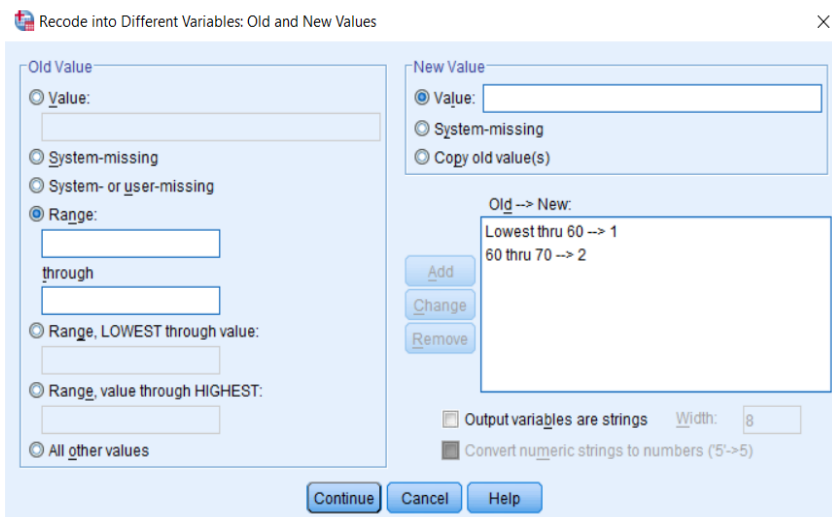 Recode into Different Variables: Old and New Values
Old Value
Value:
System-missing
System- or user-missing
Range:
through
Range, LOWEST through value:
Range, value through HIGHEST:
All other values
New Value
Value:
System-missing
Copy old value(s)
Old --> New:
Lowest thru 60 --> 1
60 thru 70 --> 2
Add
Change
Remove
Output variables are strings Width: 8
Convert numeric strings to numbers ('5'->5)
Continue Cancel Help